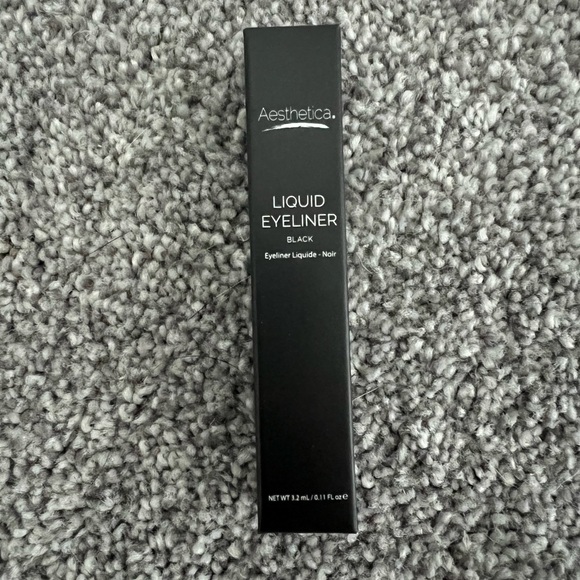 Aesthetica.
LIQUID
EYELINER
BLACK
Eyeliner Liquide - Noir
NET WT 3.2 mL / 0.11 FL oz ℮